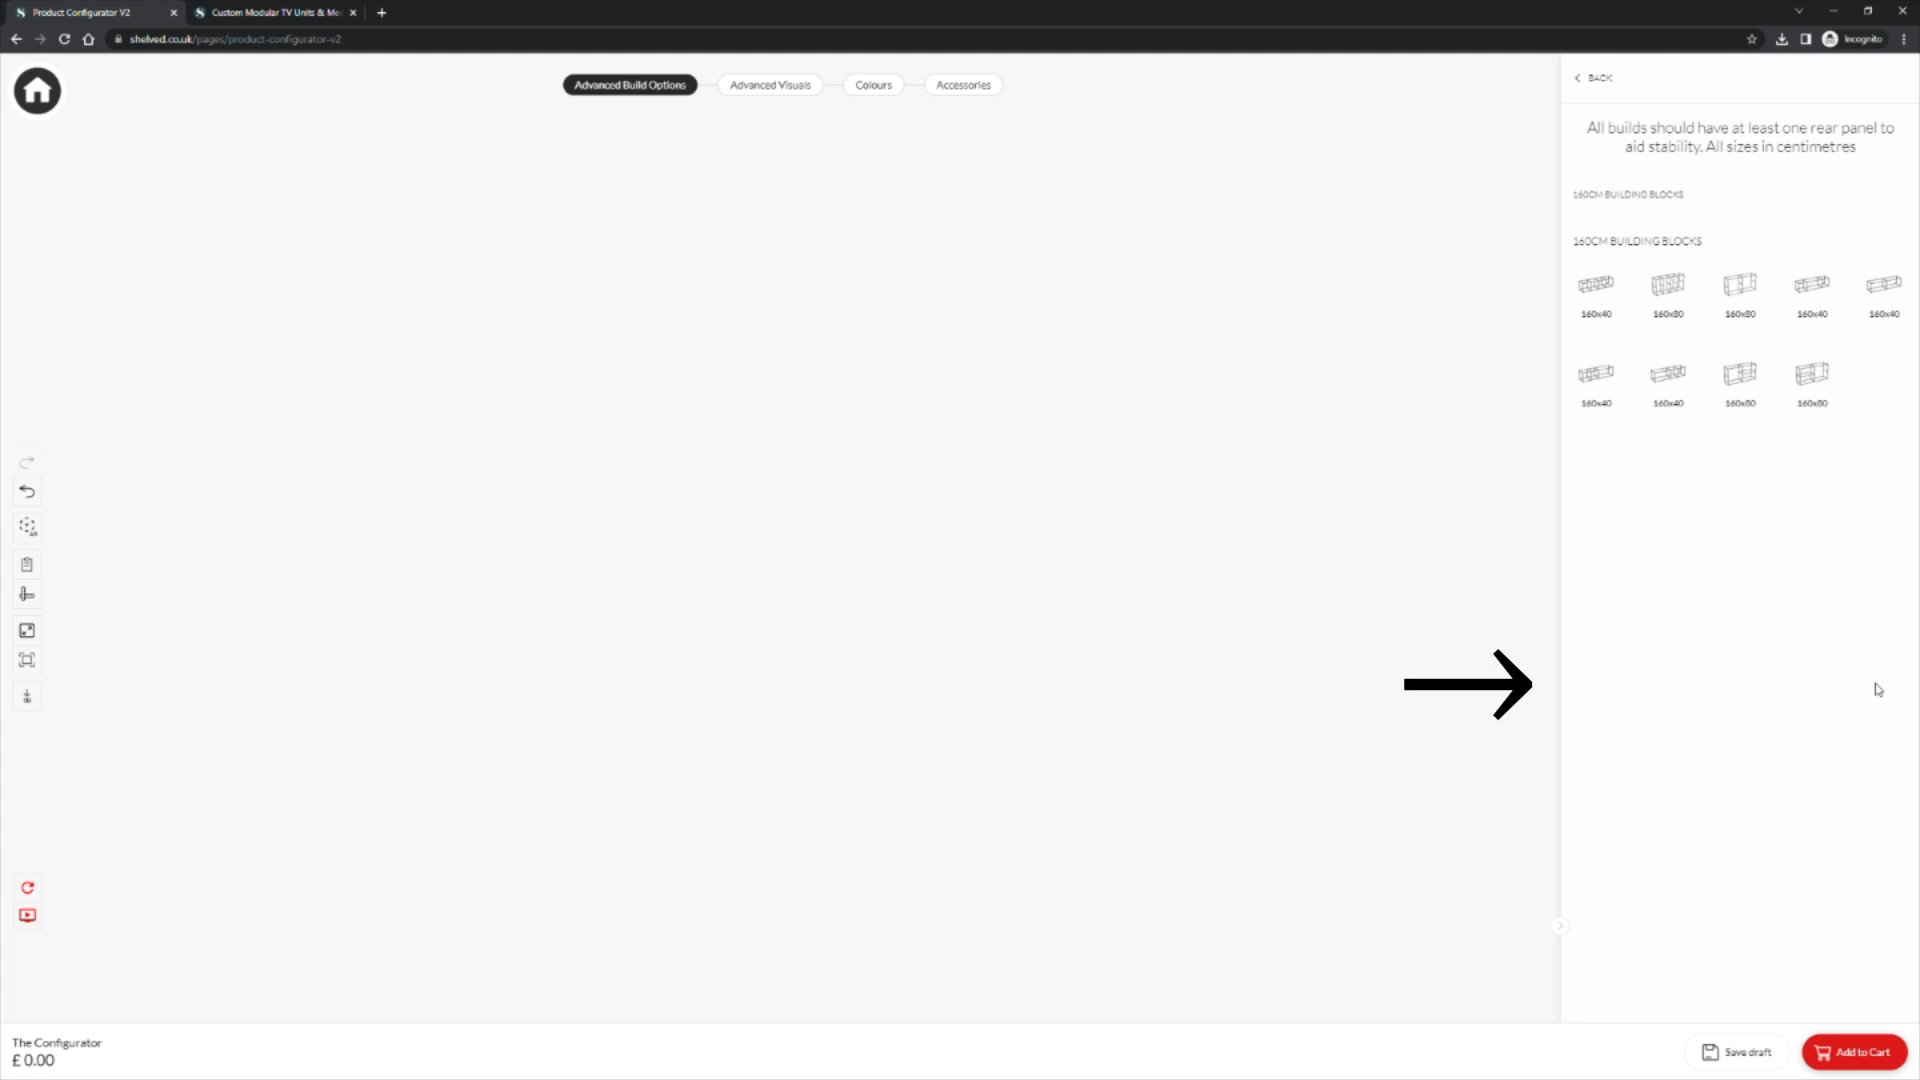 Product Configurator V2
Custom Modular TV Units & Me
shelved.co.uk/pages/product-configurator-v2
Incognito
Advanced Build Options
Advanced Visuals
Colours
Accessories
BACK
All builds should have at least one rear panel to
aid stability. All sizes in centimetres
160CM BUILDING BLOCKS
160CM BUILDING BLOCKS
160x40
160x80
160x80
160x40
160x40
160x40
160x40
160x80
160x80
AR
3D
The Configurator
£ 0.00
Save draft
Add to Cart